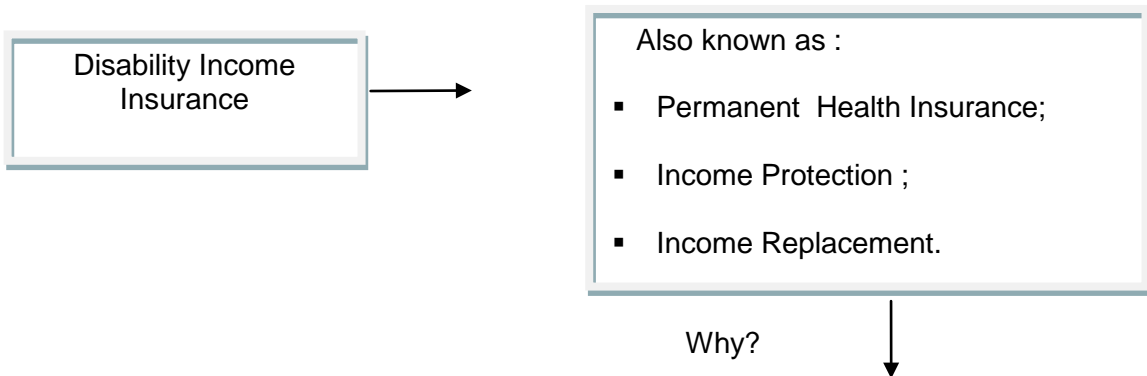 Disability Income
Insurance
Also known as :
▪ Permanent Health Insurance;
▪ Income Protection ;
▪ Income Replacement.
Why?